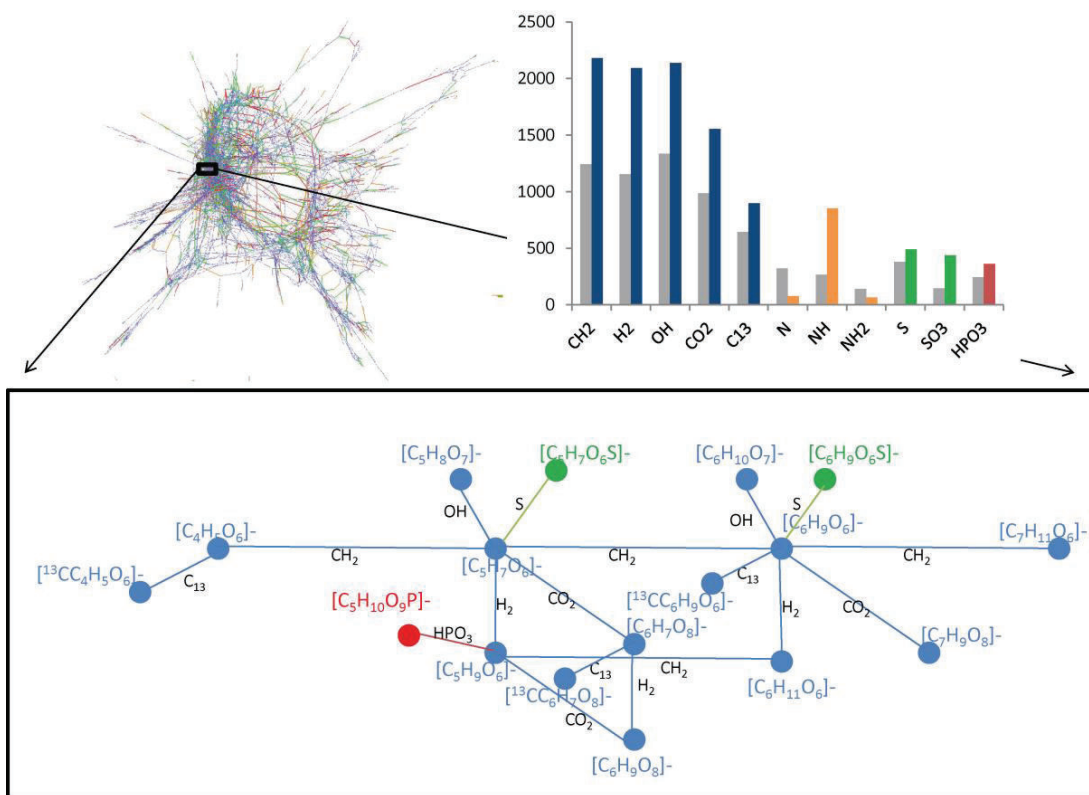 2500
2000
1500
1000
500
0
CH2 H2 OH CO2 C13 N NH NH2 S SO3 HPO3
[C₅H₈O₇]- [C₅H₇O₆S]- [C₆H₁₀O₇]- [C₆H₉O₆S]-
OH S OH S
[C₄H₅O₆]- [C₆H₉O₆]- [C₇H₁₁O₆]-
CH₂ CH₂ CH₂
[C₅H₇O₆]-
[¹³CC₄H₅O₆]- C₁₃ C₁₃
[C₅H₁₀O₉P]- H₂ CO₂ [¹³CC₆H₉O₆]- H₂ CO₂
[C₆H₇O₈]- [C₇H₉O₈]-
HPO₃
[C₅H₉O₆]- C₁₃ CH₂ [C₆H₁₁O₆]-
[¹³CC₆H₇O₈]- H₂
CO₂
[C₆H₉O₈]-